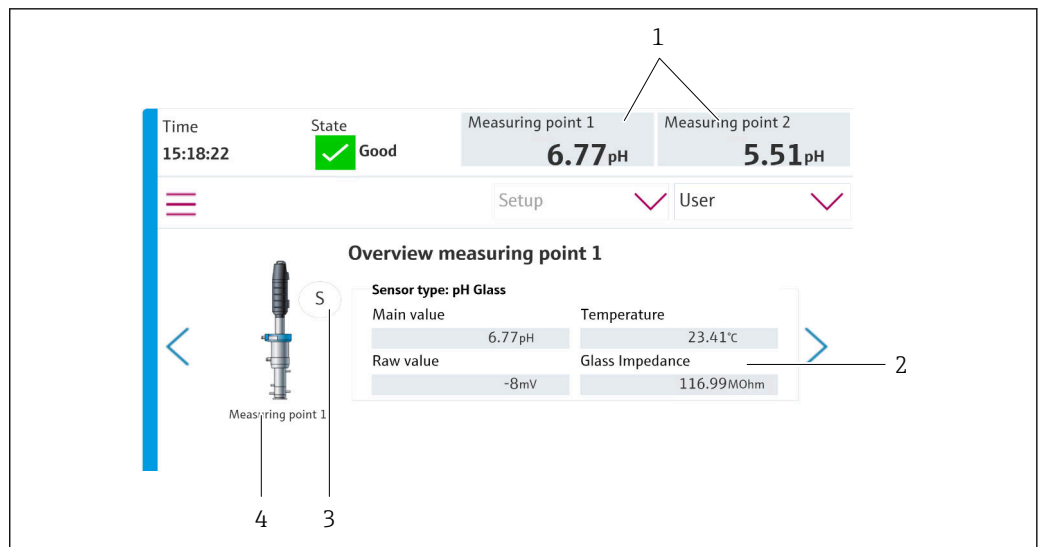 1
Time State Measuring point 1 Measuring point 2
15:18:22 Good 6.77pH 5.51pH
Setup User
Overview measuring point 1
Sensor type: pH Glass
S
Main value Temperature
6.77pH 23.41°C
Raw value Glass Impedance
2
-8mV 116.99MOhm
Measuring point 1
4 3